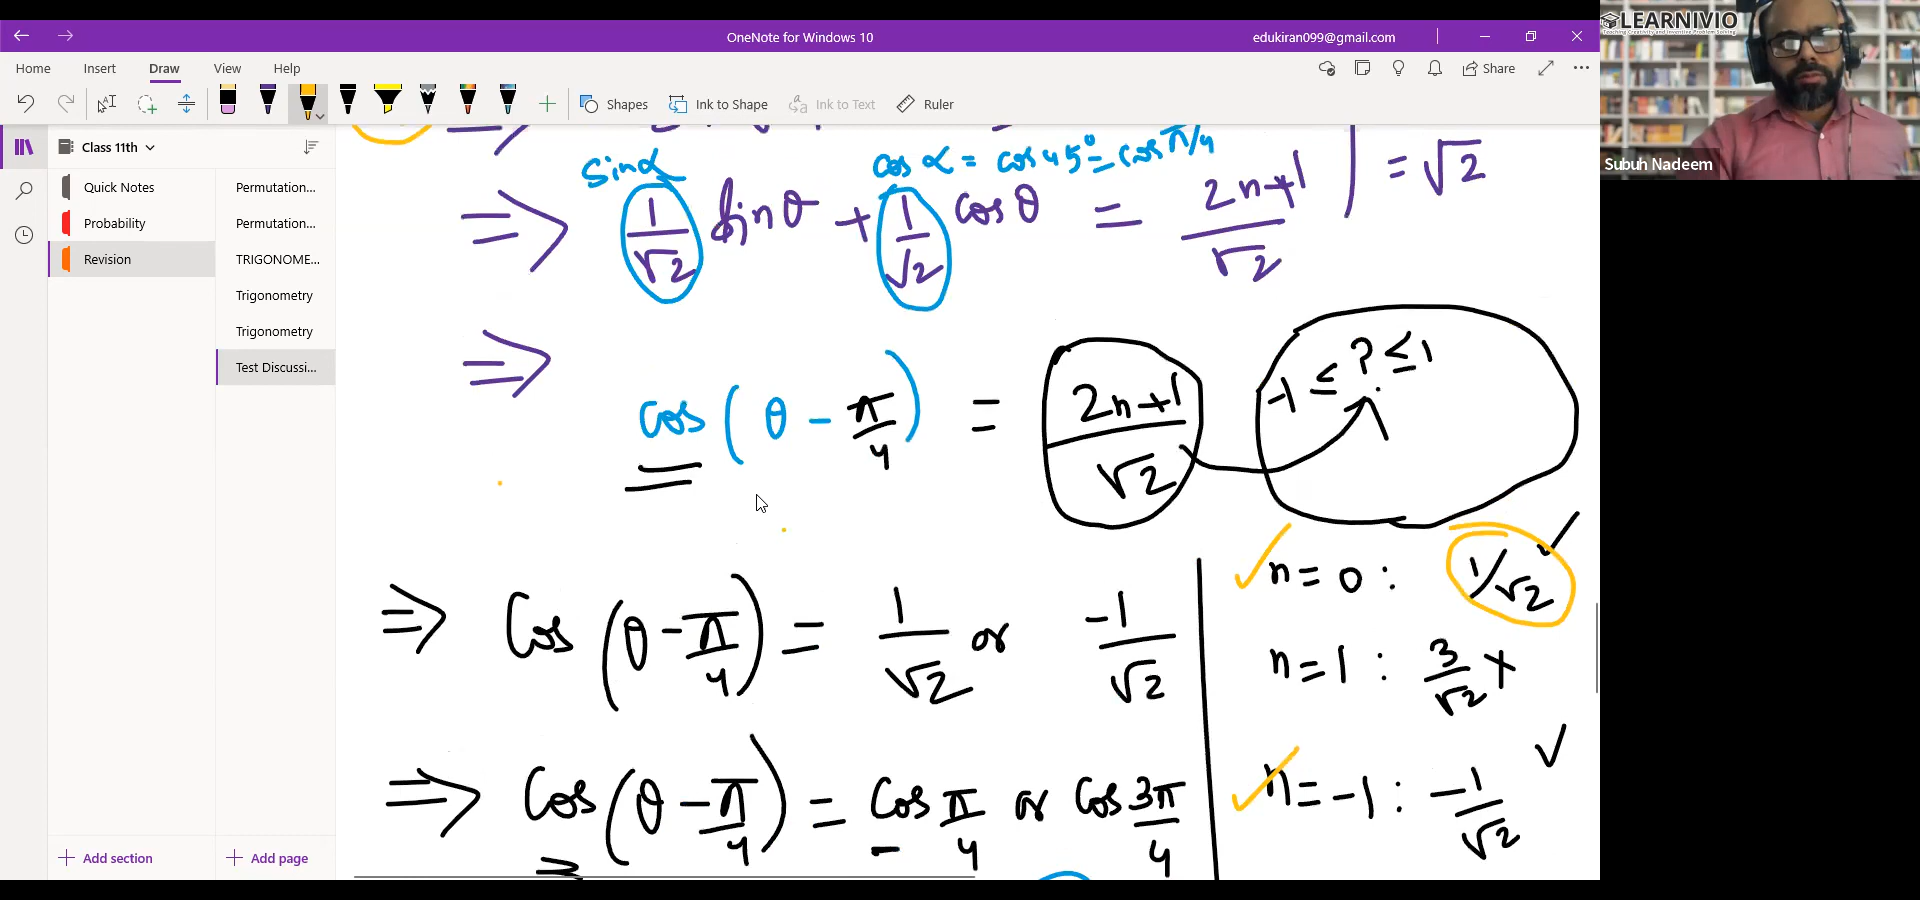 OneNote for Windows 10
edukiran099@gmail.com
LEARNIVIO
Subuh Nadeem
Home Insert Draw View Help
Share
Shapes Ink to Shape Ink to Text Ruler
Class 11th
Quick Notes
Probability
Revision
Permutation...
Permutation...
TRIGONOME...
Trigonometry
Trigonometry
Test Discussi...
Add section
Add page
Sinα cos α = cos 45° = cos π/4
⇒ 1/√2 Sinθ + 1/√2 cosθ = 2n+1/√2 | = √2
⇒ cos(θ - π/4) = 2n+1/√2 -1 ≤ ? ≤ 1
⇒ Cos(θ - π/4) = 1/√2 or -1/√2
⇒ Cos(θ - π/4) = Cos π/4 or Cos 3π/4
✓ n = 0 : 1/√2 ✓
n = 1 : 3/√2 ×
✓ n = -1 : -1/√2 ✓